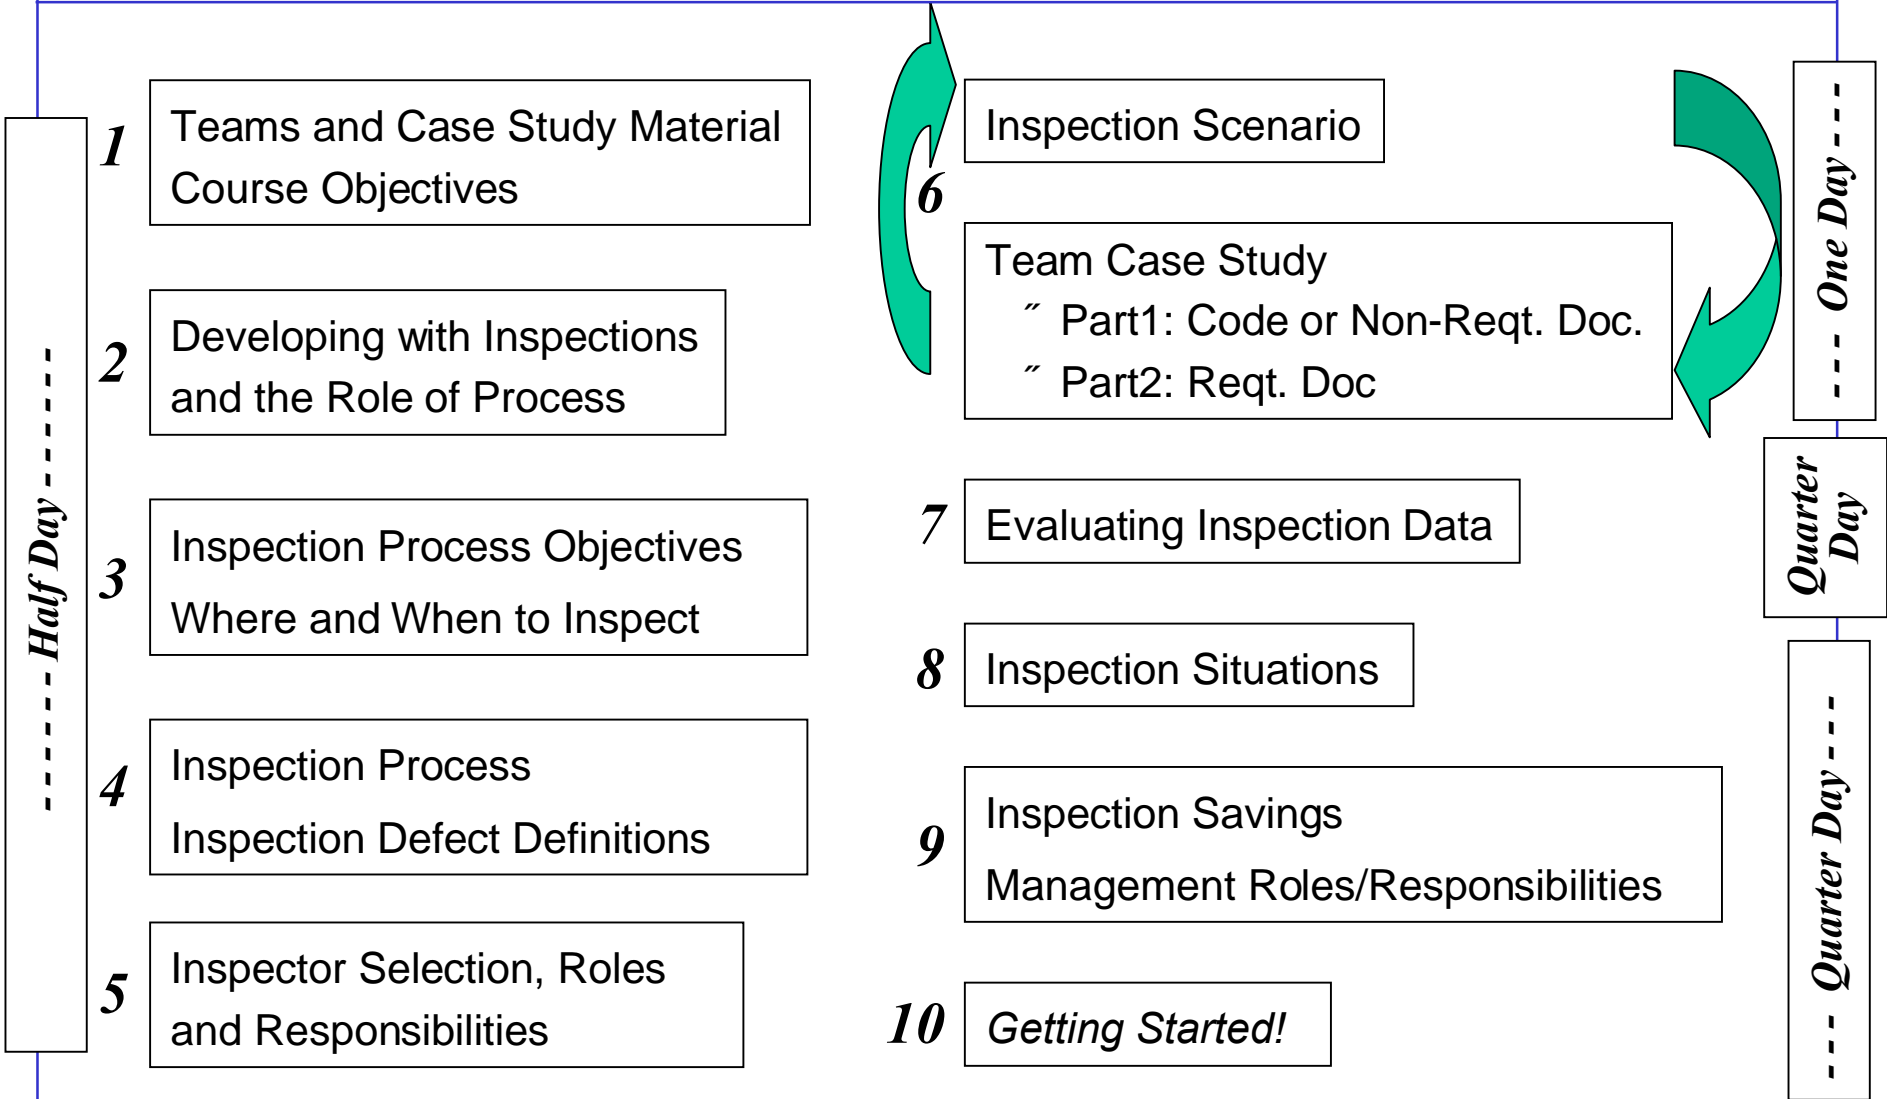 - - - - - - Half Day - - - - - - -
1
Teams and Case Study Material
Course Objectives
2
Developing with Inspections
and the Role of Process
3
Inspection Process Objectives
Where and When to Inspect
4
Inspection Process
Inspection Defect Definitions
5
Inspector Selection, Roles
and Responsibilities
6
Inspection Scenario
Team Case Study
˝ Part1: Code or Non-Reqt. Doc.
˝ Part2: Reqt. Doc
7
Evaluating Inspection Data
8
Inspection Situations
9
Inspection Savings
Management Roles/Responsibilities
10
Getting Started!
- - - One Day - - -
Quarter
Day
- - - Quarter Day - - -